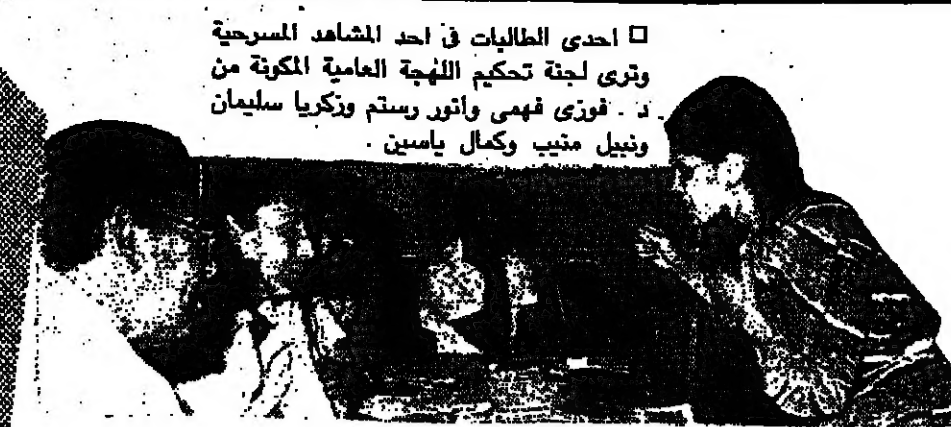 □ احدى الطالبات فى احد المشاهد المسرحية
وترى لجنة تحكيم اللهجة العامية المكونة من
د . فوزى فهمى وانور رستم وزكريا سليمان
ونبيل منيب وكمال ياسين .